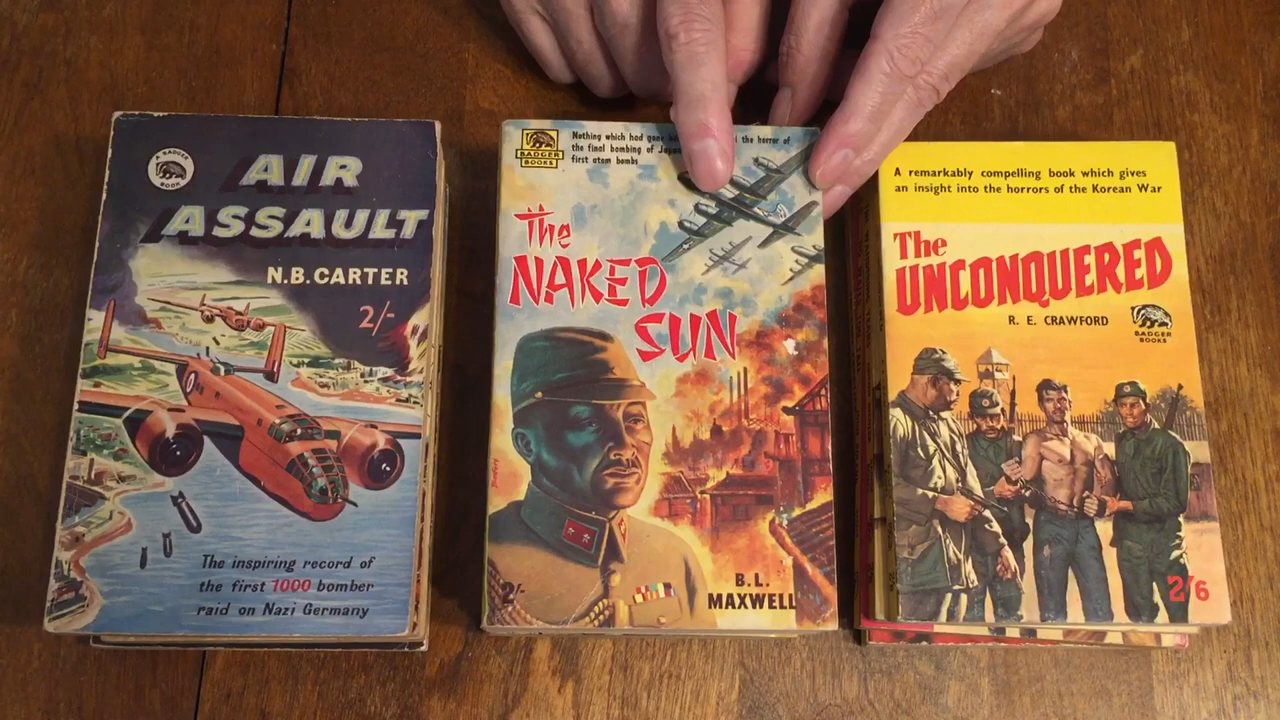 A BADGER
BOOK
AIR
ASSAULT
N.B. CARTER
2/-
The inspiring record of
the first 1000 bomber
raid on Nazi Germany
BADGER
BOOKS
Nothing which had gone the horror of
the final bombing of
first atom bombs
The
NAKED
SUN
2/-
B. L.
MAXWELL
A remarkably compelling book which gives
an insight into the horrors of the Korean War
The
UNCONQUERED
R. E. CRAWFORD
BADGER
BOOKS
2/6